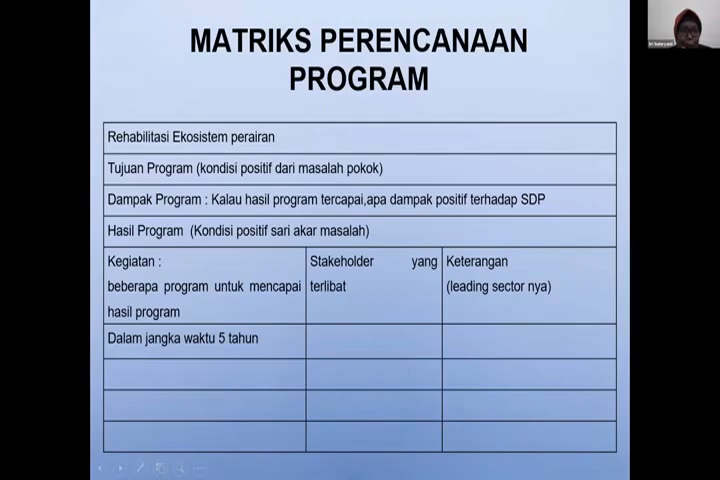 MATRIKS PERENCANAAN
PROGRAM
Rehabilitasi Ekosistem perairan
Tujuan Program (kondisi positif dari masalah pokok)
Dampak Program : Kalau hasil program tercapai,apa dampak positif terhadap SDP
Hasil Program (Kondisi positif sari akar masalah)
Kegiatan :
beberapa program untuk mencapai
hasil program
Stakeholder yang
terlibat
Keterangan
(leading sector nya)
Dalam jangka waktu 5 tahun